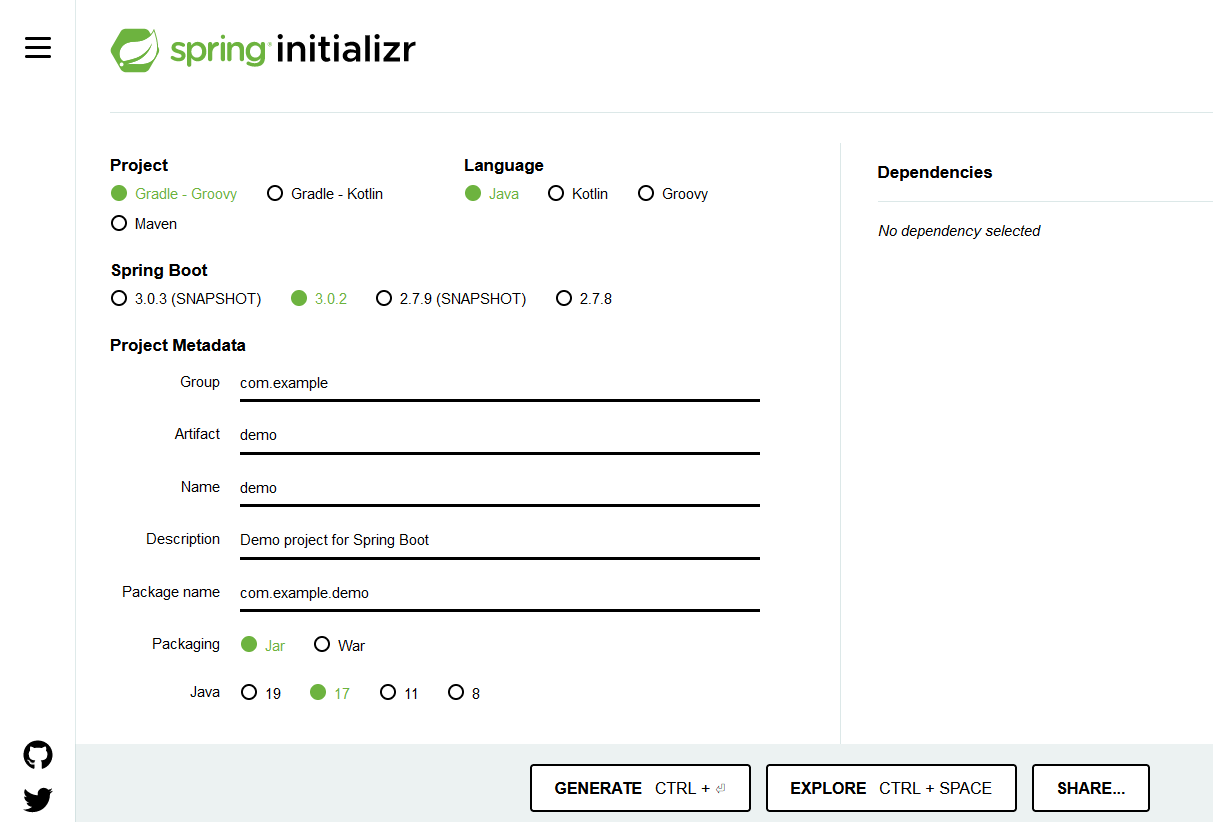 spring initializr
Project
Gradle - Groovy Gradle - Kotlin
Maven
Language
Java Kotlin Groovy
Spring Boot
3.0.3 (SNAPSHOT) 3.0.2 2.7.9 (SNAPSHOT) 2.7.8
Project Metadata
Group com.example
Artifact demo
Name demo
Description Demo project for Spring Boot
Package name com.example.demo
Packaging Jar War
Java 19 17 11 8
Dependencies
No dependency selected
GENERATE CTRL + ⏎ EXPLORE CTRL + SPACE SHARE...